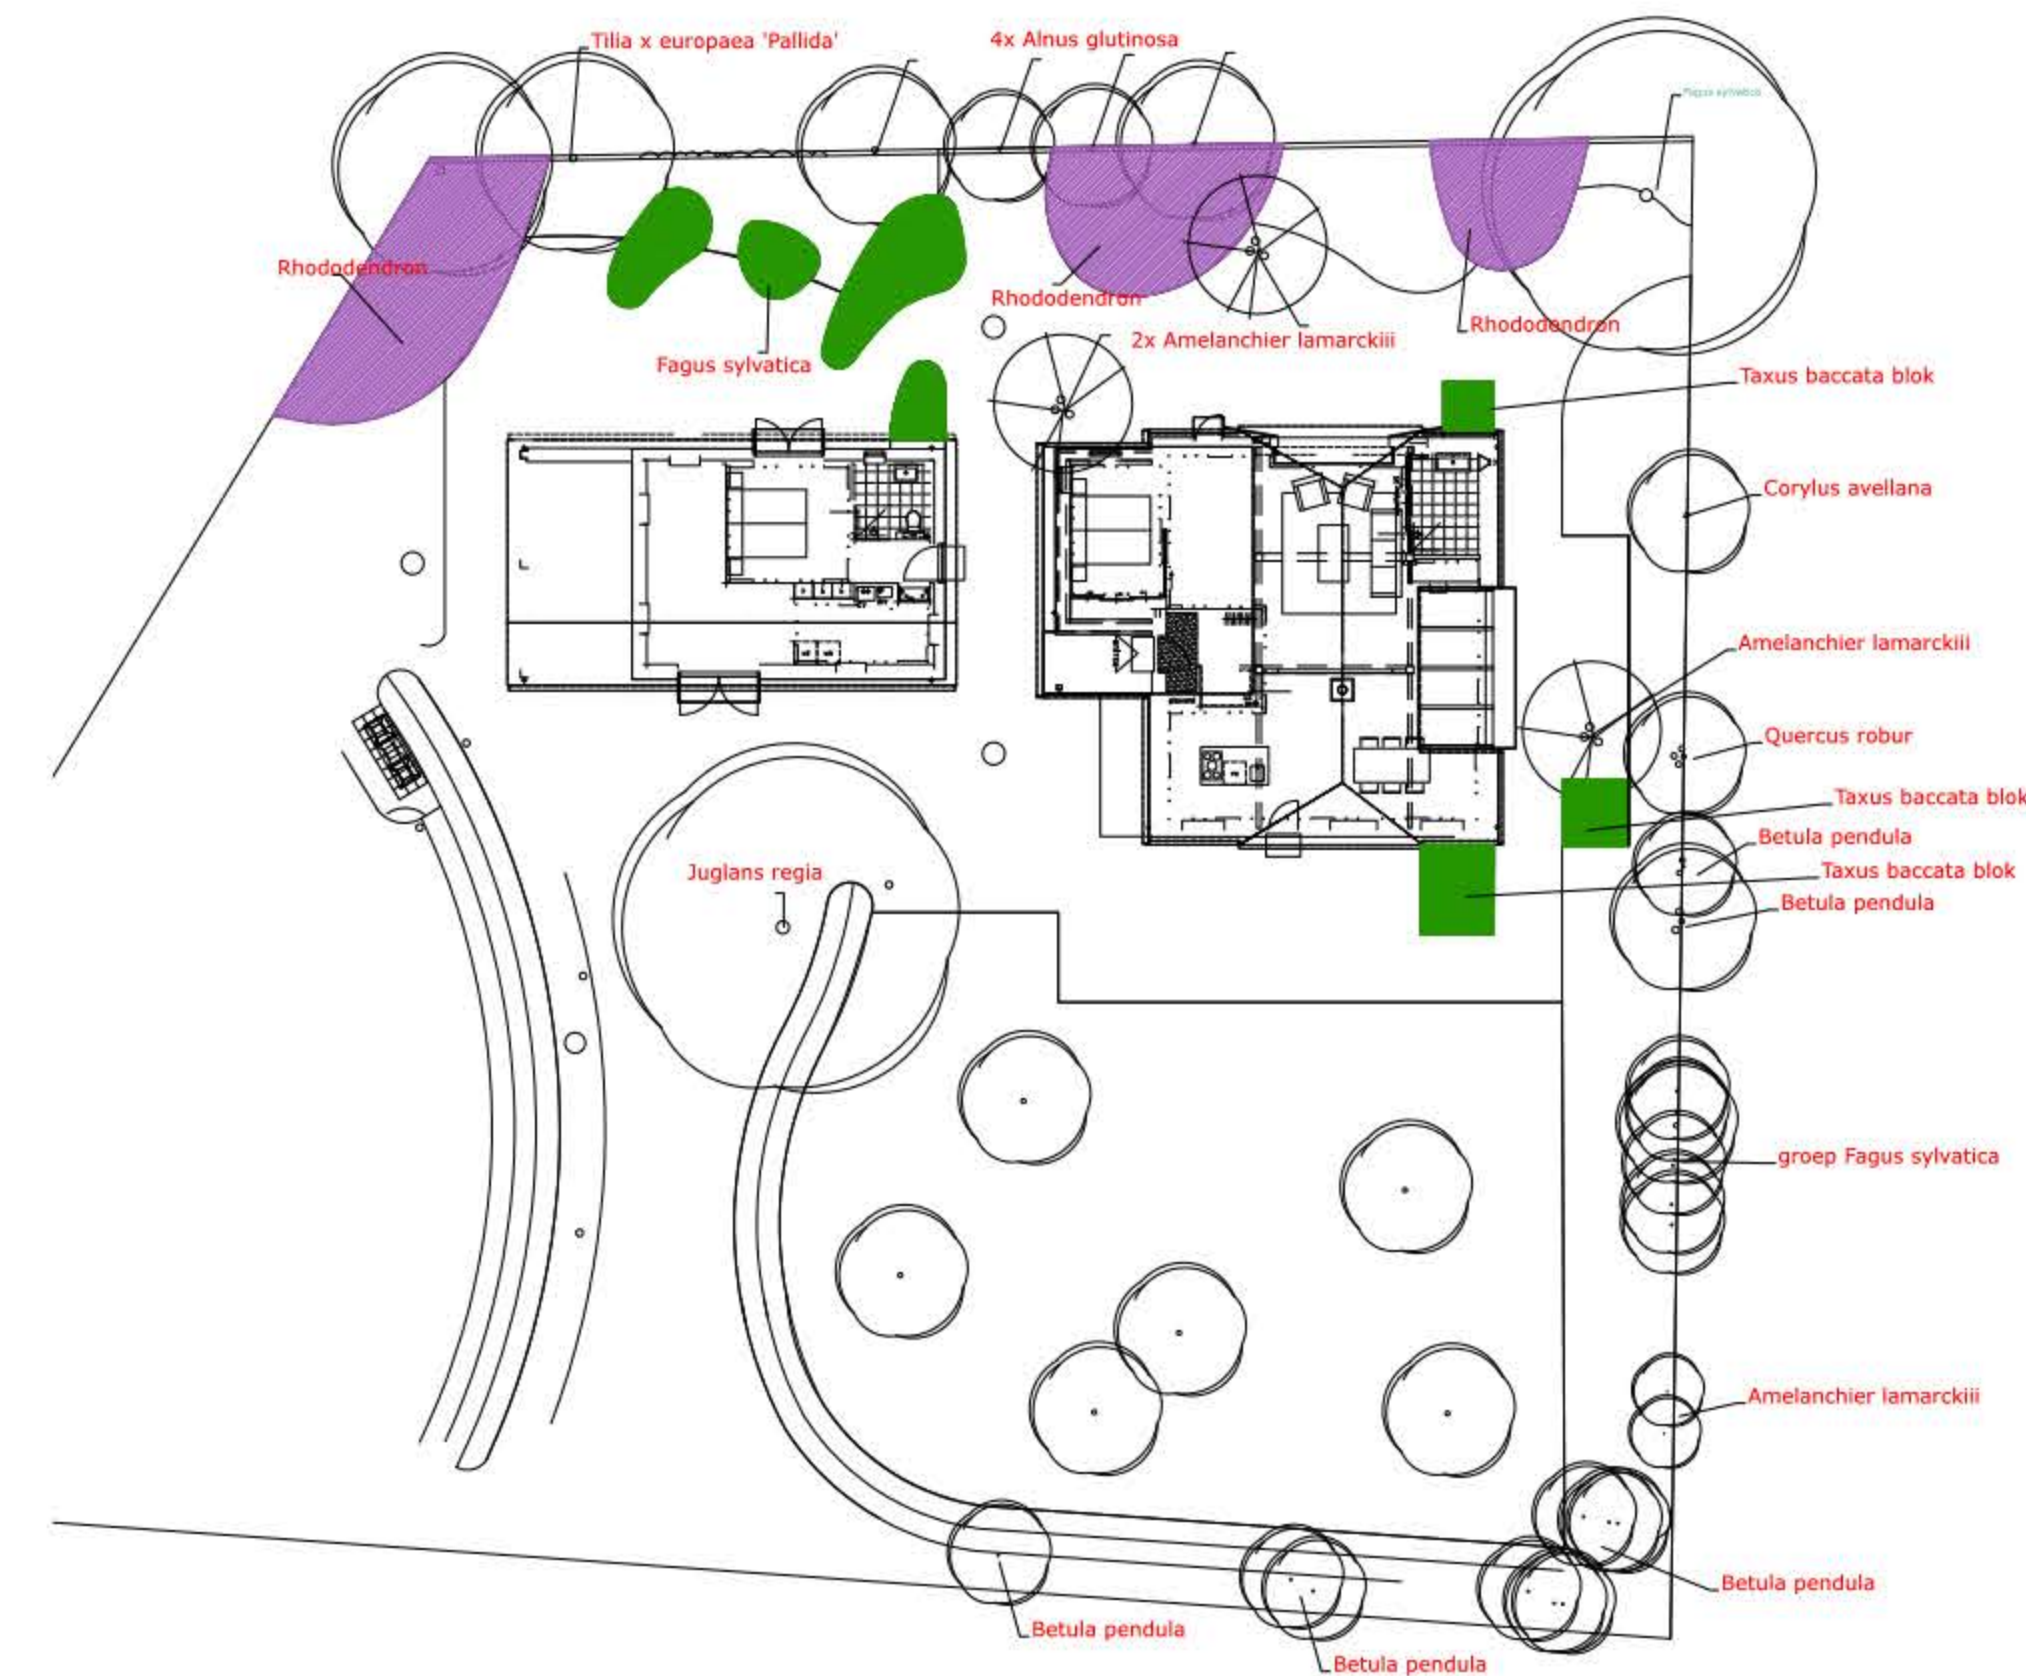 Tilia x europaea 'Pallida'
4x Alnus glutinosa
Fagus sylvatica
Rhododendron
Rhododendron
Rhododendron
2x Amelanchier lamarckiii
Fagus sylvatica
Taxus baccata blok
Corylus avellana
Amelanchier lamarckiii
Quercus robur
Taxus baccata blok
Betula pendula
Taxus baccata blok
Juglans regia
Betula pendula
groep Fagus sylvatica
Amelanchier lamarckiii
Betula pendula
Betula pendula
Betula pendula